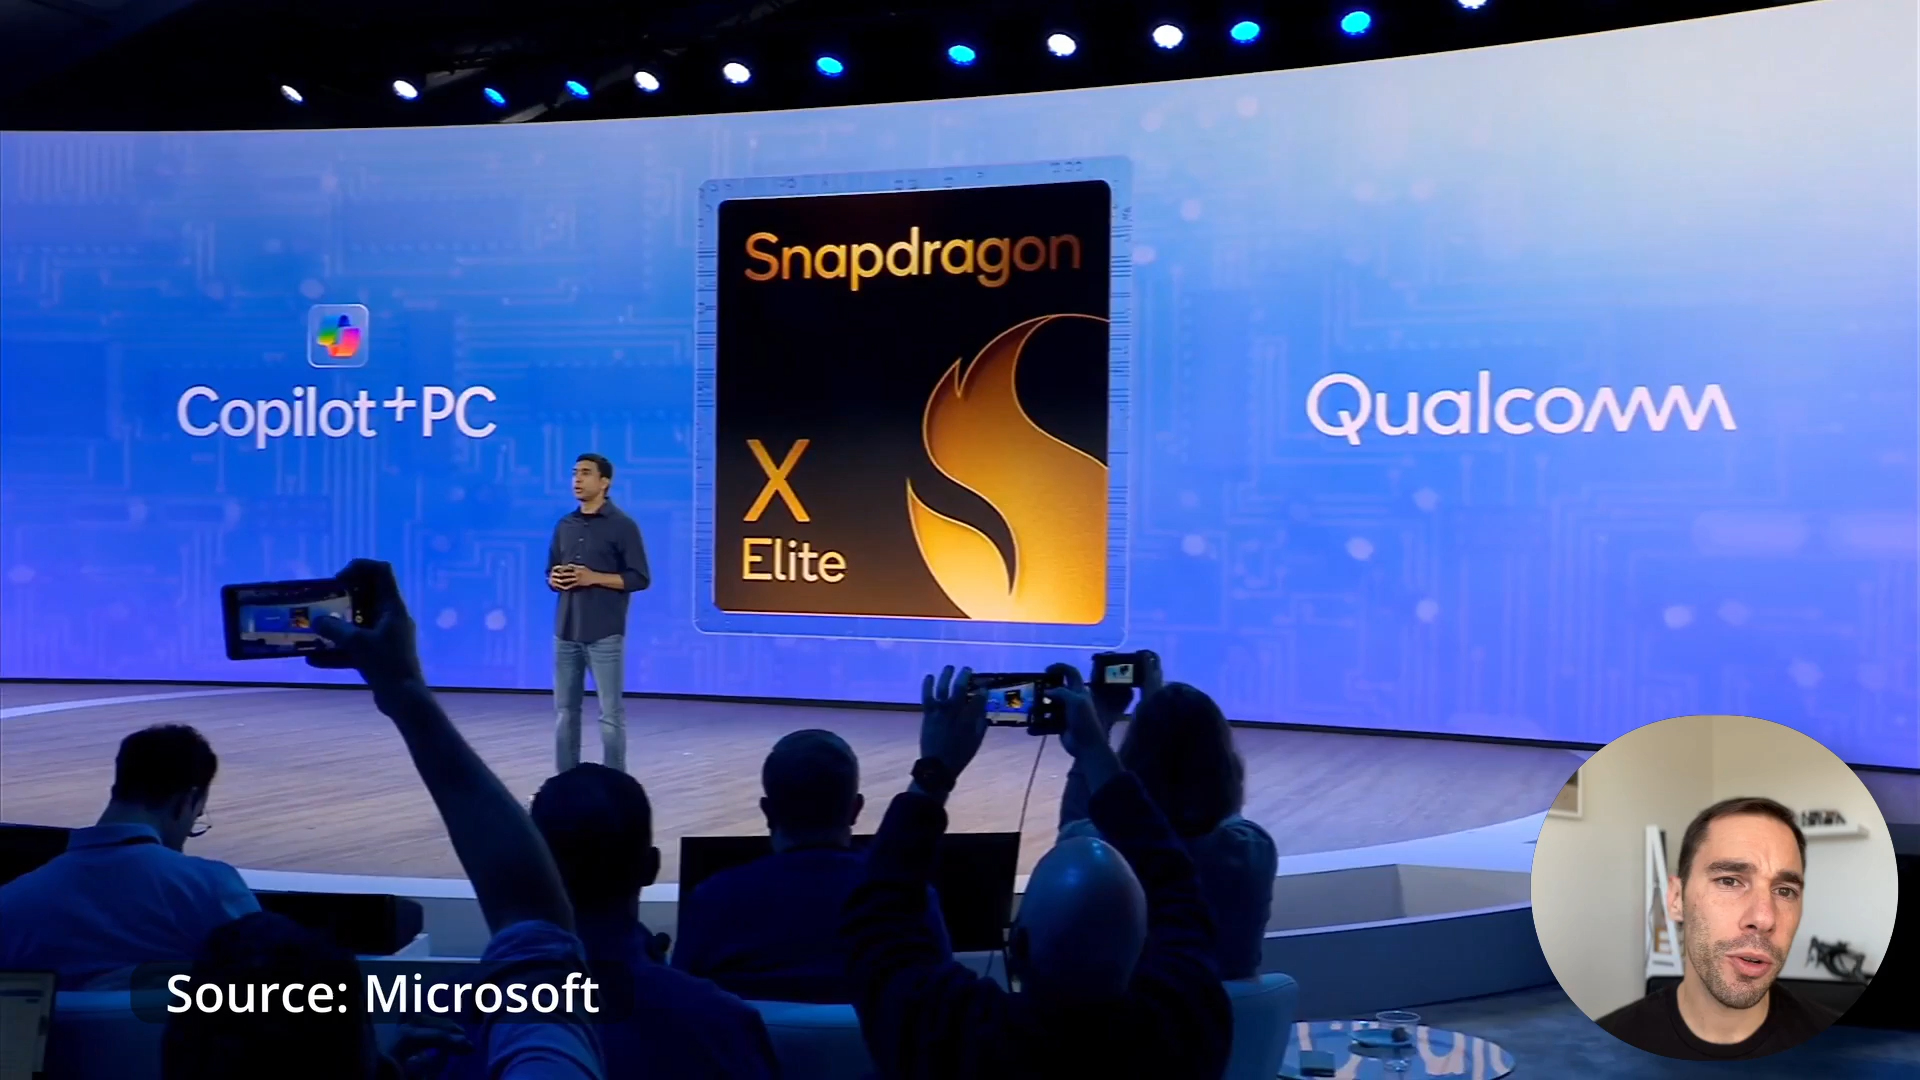 Snapdragon
Copilot+PC
Qualcomm
X
Elite
Source: Microsoft